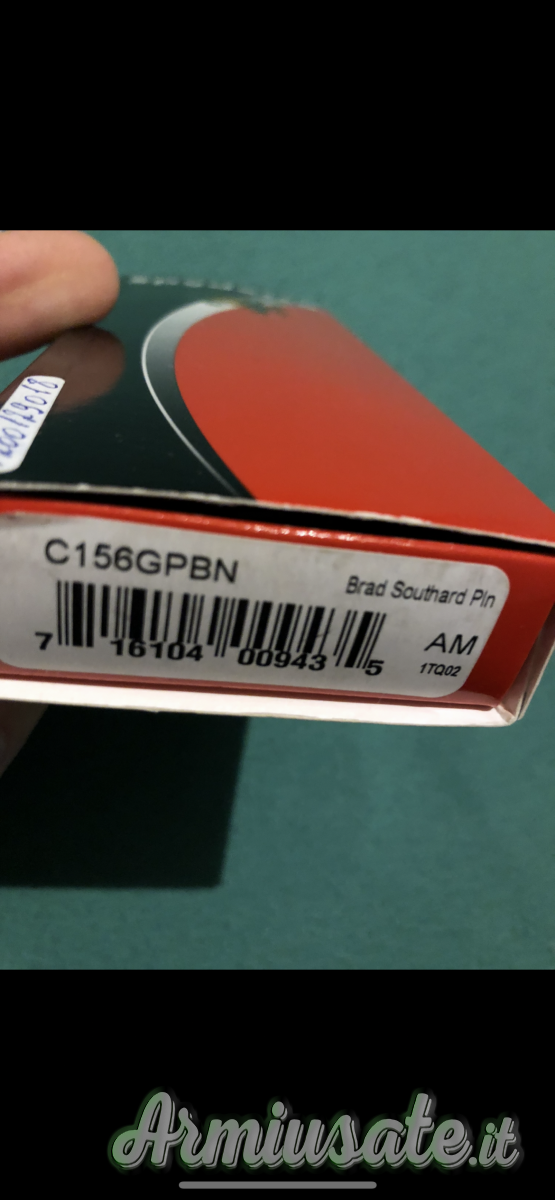 C156GPBN
Brad Southard Pln
7 16104 00943 5
AM
1TQ02
Armiusate.it